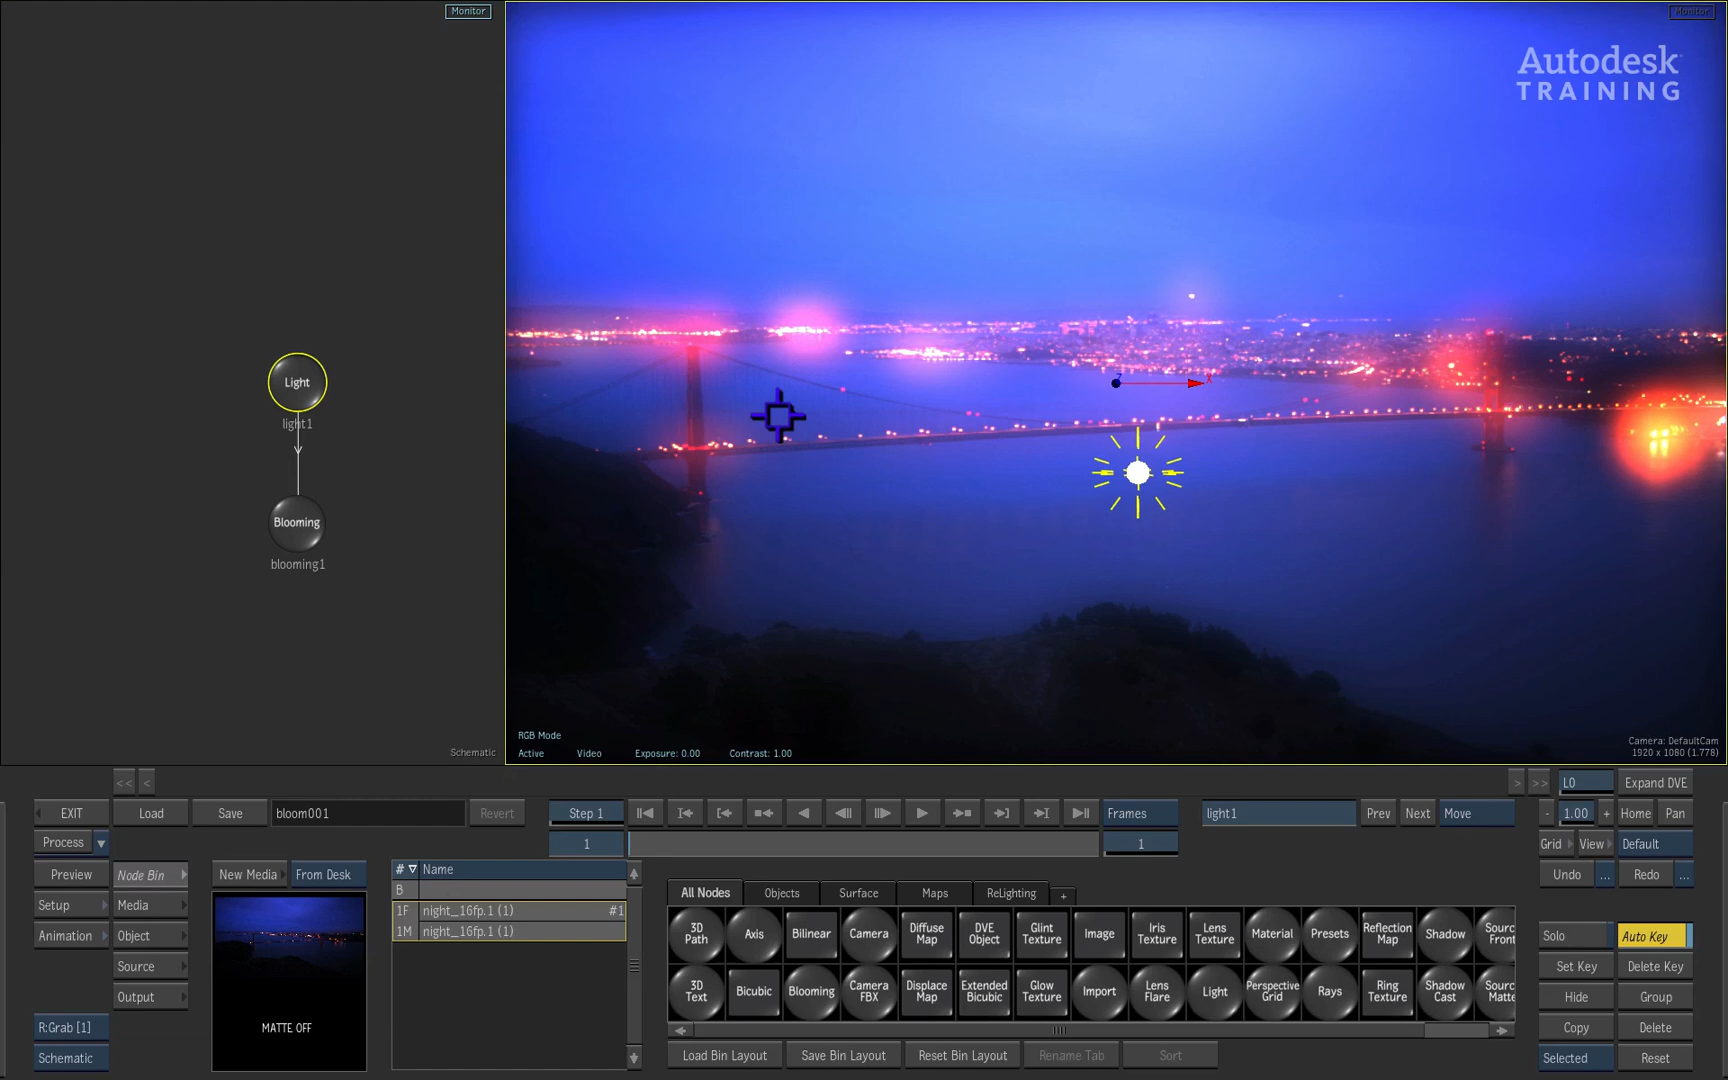 Monitor
Monitor
Autodesk
TRAINING
Light
light1
Blooming
blooming1
Z
X
Schematic
RGB Mode
Active Video Exposure: 0.00 Contrast: 1.00
Camera: DefaultCam
1920 x 1080 (1.778)
<< <
> >> L0 Expand DVE
EXIT Load Save bloom001 Revert Step 1 Frames light1 Prev Next Move - 1.00 + Home Pan
Process 1 1 Grid View Default
Preview Node Bin New Media From Desk # Name Undo ... Redo ...
B
Setup Media 1F night_16fp.1 (1) #1
1M night_16fp.1 (1)
Animation Object
Source
Output
R:Grab [1]
Schematic
MATTE OFF
All Nodes Objects Surface Maps ReLighting +
3D Path Axis Bilinear Camera Diffuse Map DVE Object Glint Texture Image Iris Texture Lens Texture Material Presets Reflection Map Shadow Sourc Front
3D Text Bicubic Blooming Camera FBX Displace Map Extended Bicubic Glow Texture Import Lens Flare Light Perspective Grid Rays Ring Texture Shadow Cast Sourc Matte
Load Bin Layout Save Bin Layout Reset Bin Layout Rename Tab Sort
Solo Auto Key
Set Key Delete Key
Hide Group
Copy Delete
Selected Reset